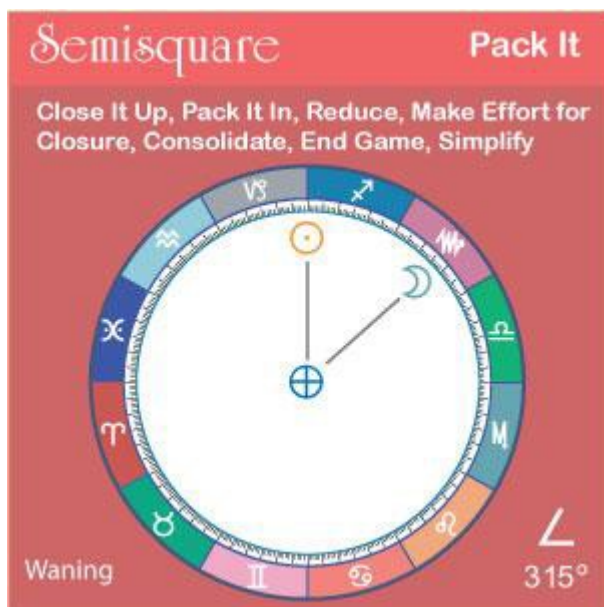 Semisquare
Pack It
Close It Up, Pack It In, Reduce, Make Effort for
Closure, Consolidate, End Game, Simplify
Waning
315°